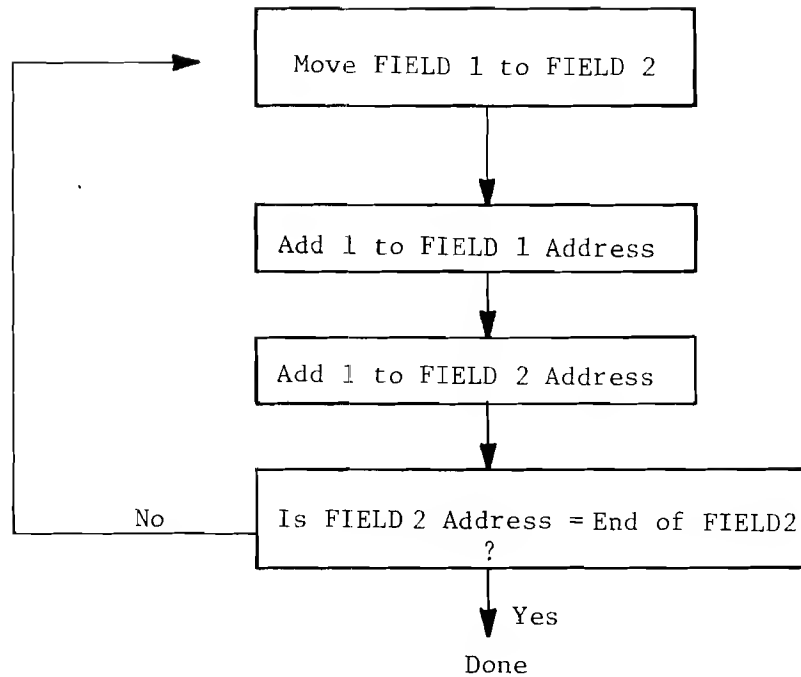 Move FIELD 1 to FIELD 2
Add 1 to FIELD 1 Address
Add 1 to FIELD 2 Address
Is FIELD 2 Address = End of FIELD2
?
No
Yes
Done